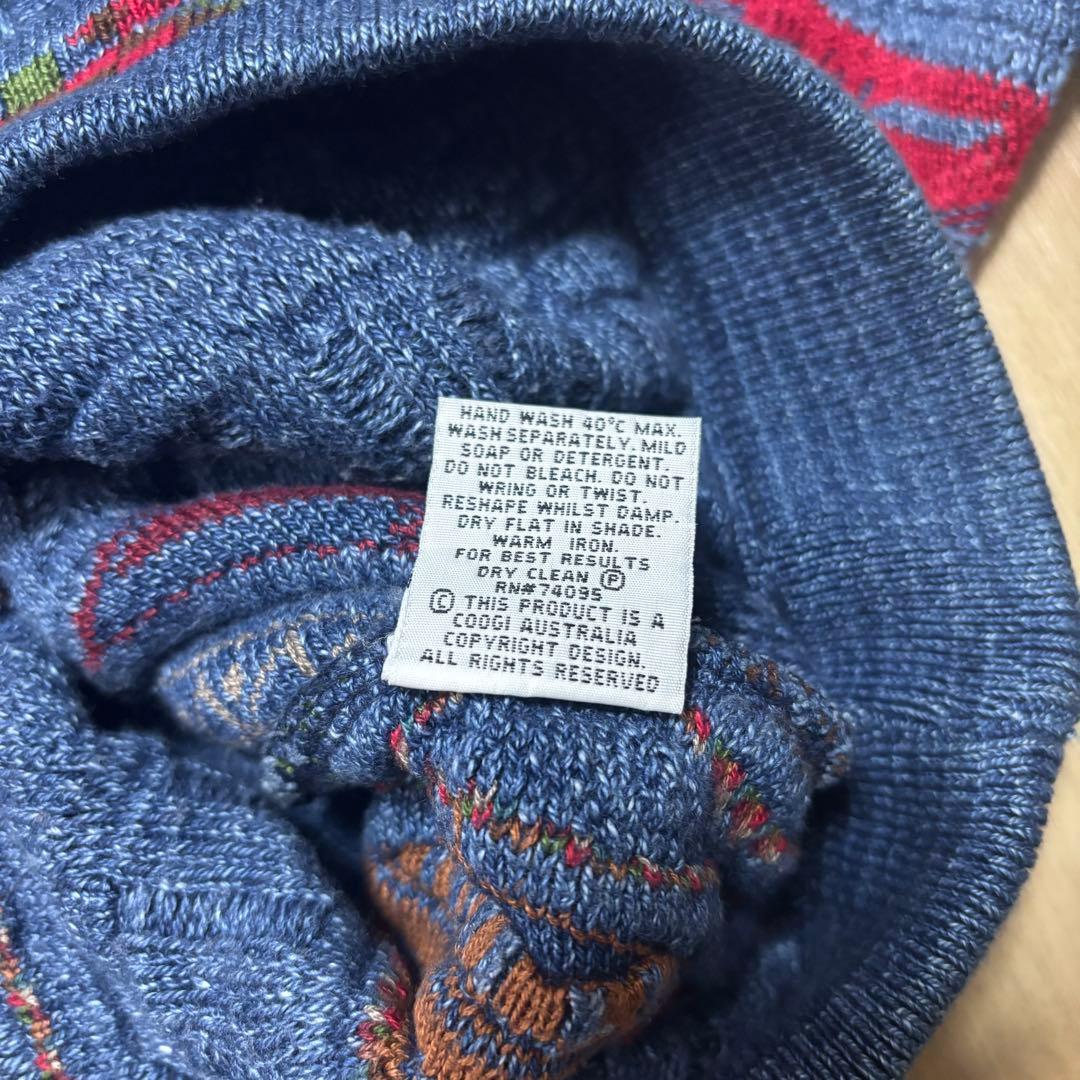 HAND WASH 40°C MAX.
WASH SEPARATELY. MILD
SOAP OR DETERGENT.
DO NOT BLEACH. DO NOT
WRING OR TWIST.
RESHAPE WHILST DAMP.
DRY FLAT IN SHADE.
WARM IRON.
FOR BEST RESULTS
DRY CLEAN Ⓟ
RN#74095
© THIS PRODUCT IS A
COOGI AUSTRALIA
COPYRIGHT DESIGN.
ALL RIGHTS RESERVED